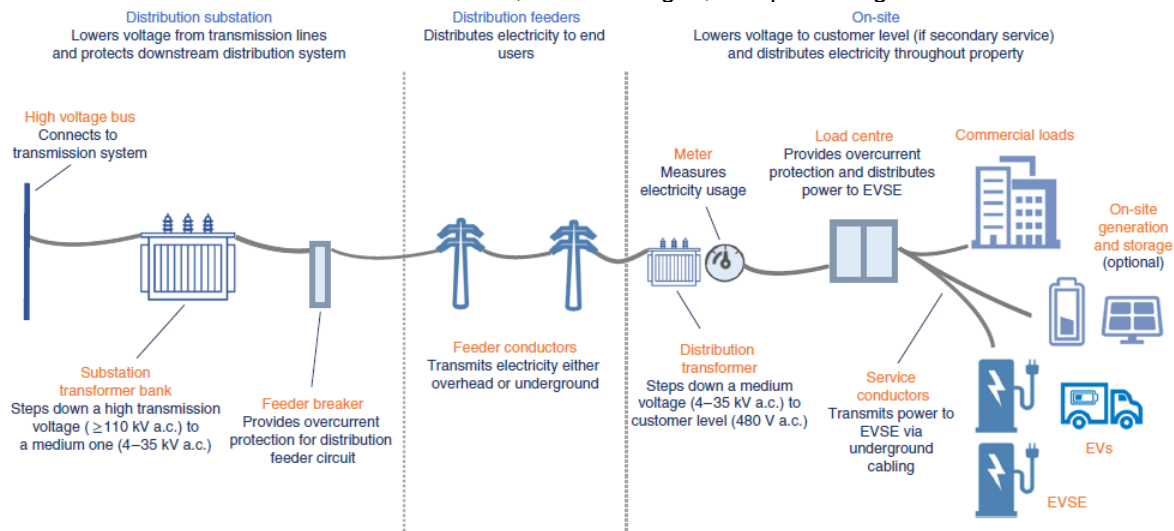 Distribution substation
Lowers voltage from transmission lines
and protects downstream distribution system
Distribution feeders
Distributes electricity to end
users
On-site
Lowers voltage to customer level (if secondary service)
and distributes electricity throughout property
High voltage bus
Connects to
transmission system
Meter
Measures
electricity usage
Load centre
Provides overcurrent
protection and distributes
power to EVSE
Commercial loads
On-site
generation
and storage
(optional)
Substation
transformer bank
Steps down a high transmission
voltage (≥110 kV a.c.) to
a medium one (4–35 kV a.c.)
Feeder breaker
Provides overcurrent
protection for distribution
feeder circuit
Feeder conductors
Transmits electricity either
overhead or underground
Distribution
transformer
Steps down a medium
voltage (4–35 kV a.c.) to
customer level (480 V a.c.)
Service
conductors
Transmits power to
EVSE via
underground
cabling
EVs
EVSE